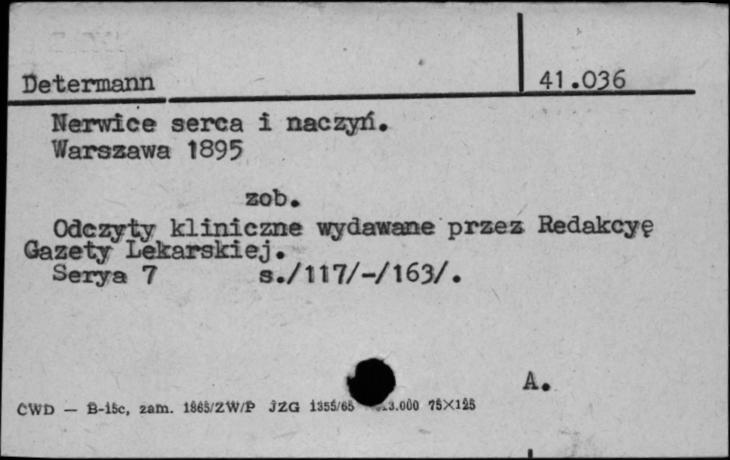 Determann 41.036
Nerwice serca i naczyń.
Warszawa 1895
zob.
Odczyty kliniczne wydawane przez Redakcyę
Gazety Lekarskiej.
Serya 7 s./117/-/163/.
A.
CWD — B-15c, zam. 1865/ZW/P JZG 1355/65 3.000 75×125